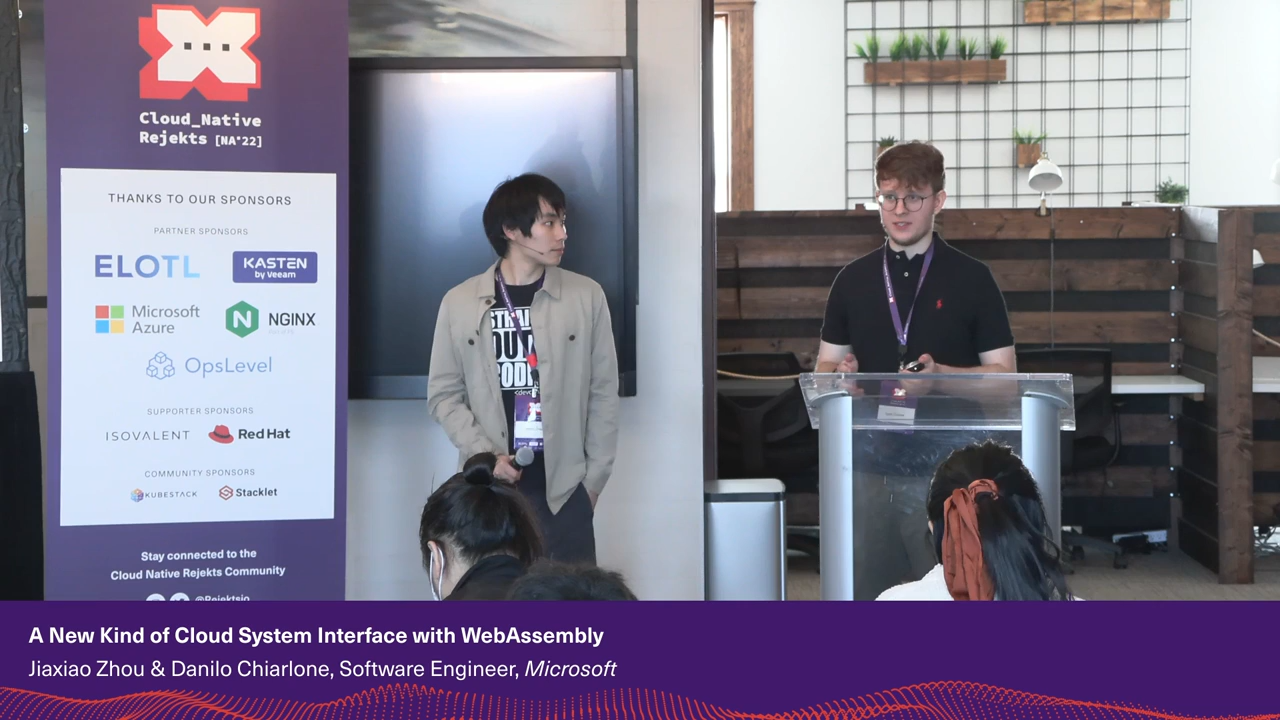 Cloud_Native
Rejekts [NA'22]
THANKS TO OUR SPONSORS
PARTNER SPONSORS
ELOTL
KASTEN
by Veeam
Microsoft
Azure
NGINX
OpsLevel
SUPPORTER SPONSORS
ISOVALENT
Red Hat
COMMUNITY SPONSORS
KUBESTACK
Stacklet
Stay connected to the
Cloud Native Rejekts Community
@Rejektsio
A New Kind of Cloud System Interface with WebAssembly
Jiaxiao Zhou & Danilo Chiarlone, Software Engineer, Microsoft